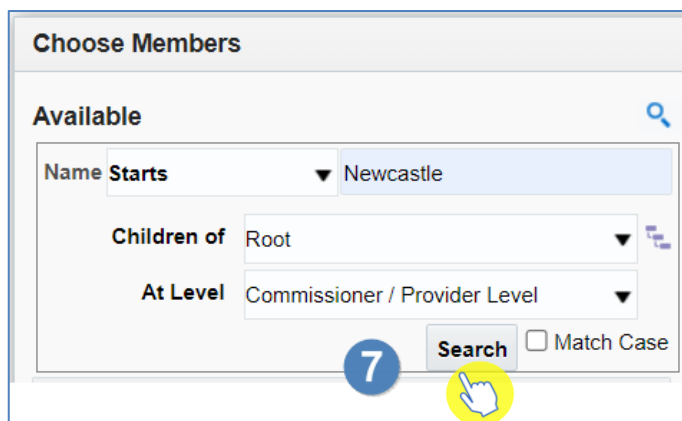 Choose Members
Available
Name Starts Newcastle
Children of Root
At Level Commissioner / Provider Level
7 Search Match Case